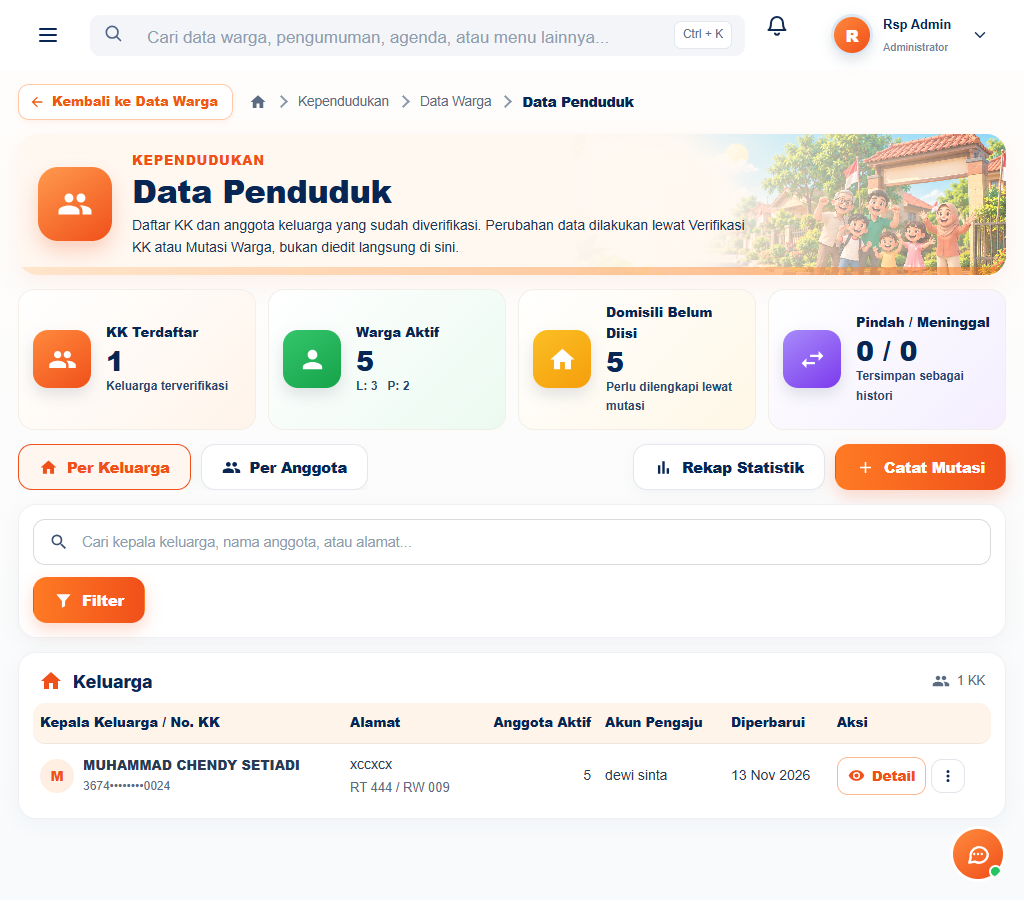 Cari data warga, pengumuman, agenda, atau menu lainnya...
Ctrl + K
R
Rsp Admin
Administrator
Kembali ke Data Warga
Kependudukan
Data Warga
Data Penduduk
KEPENDUDUKAN
Data Penduduk
Daftar KK dan anggota keluarga yang sudah diverifikasi. Perubahan data dilakukan lewat Verifikasi
KK atau Mutasi Warga, bukan diedit langsung di sini.
KK Terdaftar
1
Keluarga terverifikasi
Warga Aktif
5
L: 3 P: 2
Domisili Belum
Diisi
5
Perlu dilengkapi lewat
mutasi
Pindah / Meninggal
0 / 0
Tersimpan sebagai
histori
Per Keluarga
Per Anggota
Rekap Statistik
Catat Mutasi
Cari kepala keluarga, nama anggota, atau alamat...
Filter
Keluarga
1 KK
Kepala Keluarga / No. KK
Alamat
Anggota Aktif
Akun Pengaju
Diperbarui
Aksi
M
MUHAMMAD CHENDY SETIADI
3674••••••••0024
xccxcx
RT 444 / RW 009
5
dewi sinta
13 Nov 2026
Detail